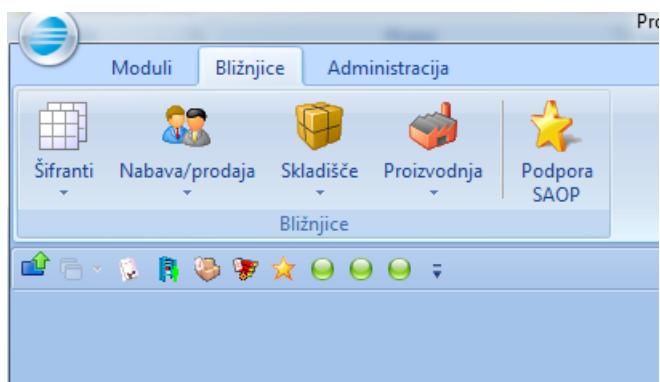 Pro
Moduli Bližnjice Administracija
Šifranti Nabava/prodaja Skladišče Proizvodnja Podpora
SAOP
Bližnjice